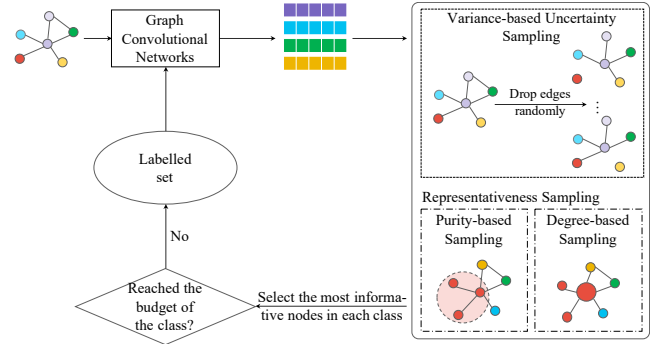 Graph
Convolutional
Networks
Variance-based Uncertainty
Sampling
Drop edges
randomly
Labelled
set
Representativeness Sampling
Purity-based
Sampling
Degree-based
Sampling
No
Reached the
budget of
the class?
Select the most informa-
tive nodes in each class